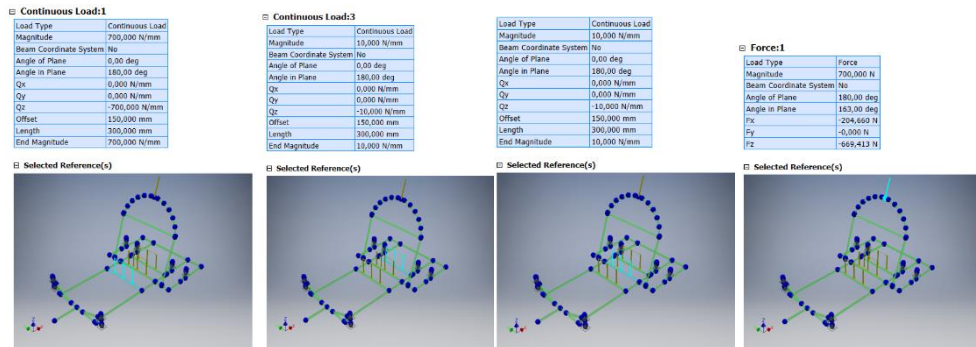 Continuous Load:1
Load Type Continuous Load
Magnitude 700,000 N/mm
Beam Coordinate System No
Angle of Plane 0,00 deg
Angle in Plane 180,00 deg
Qx 0,000 N/mm
Qy 0,000 N/mm
Qz -700,000 N/mm
Offset 150,000 mm
Length 300,000 mm
End Magnitude 700,000 N/mm
Selected Reference(s)
Continuous Load:3
Load Type Continuous Load
Magnitude 10,000 N/mm
Beam Coordinate System No
Angle of Plane 0,00 deg
Angle in Plane 180,00 deg
Qx 0,000 N/mm
Qy 0,000 N/mm
Qz -10,000 N/mm
Offset 150,000 mm
Length 300,000 mm
End Magnitude 10,000 N/mm
Selected Reference(s)
Load Type Continuous Load
Magnitude 10,000 N/mm
Beam Coordinate System No
Angle of Plane 0,00 deg
Angle in Plane 180,00 deg
Qx 0,000 N/mm
Qy 0,000 N/mm
Qz -10,000 N/mm
Offset 150,000 mm
Length 300,000 mm
End Magnitude 10,000 N/mm
Selected Reference(s)
Force:1
Load Type Force
Magnitude 700,000 N
Beam Coordinate System No
Angle of Plane 180,00 deg
Angle in Plane 163,00 deg
Fx -204,660 N
Fy -0,000 N
Fz -669,413 N
Selected Reference(s)